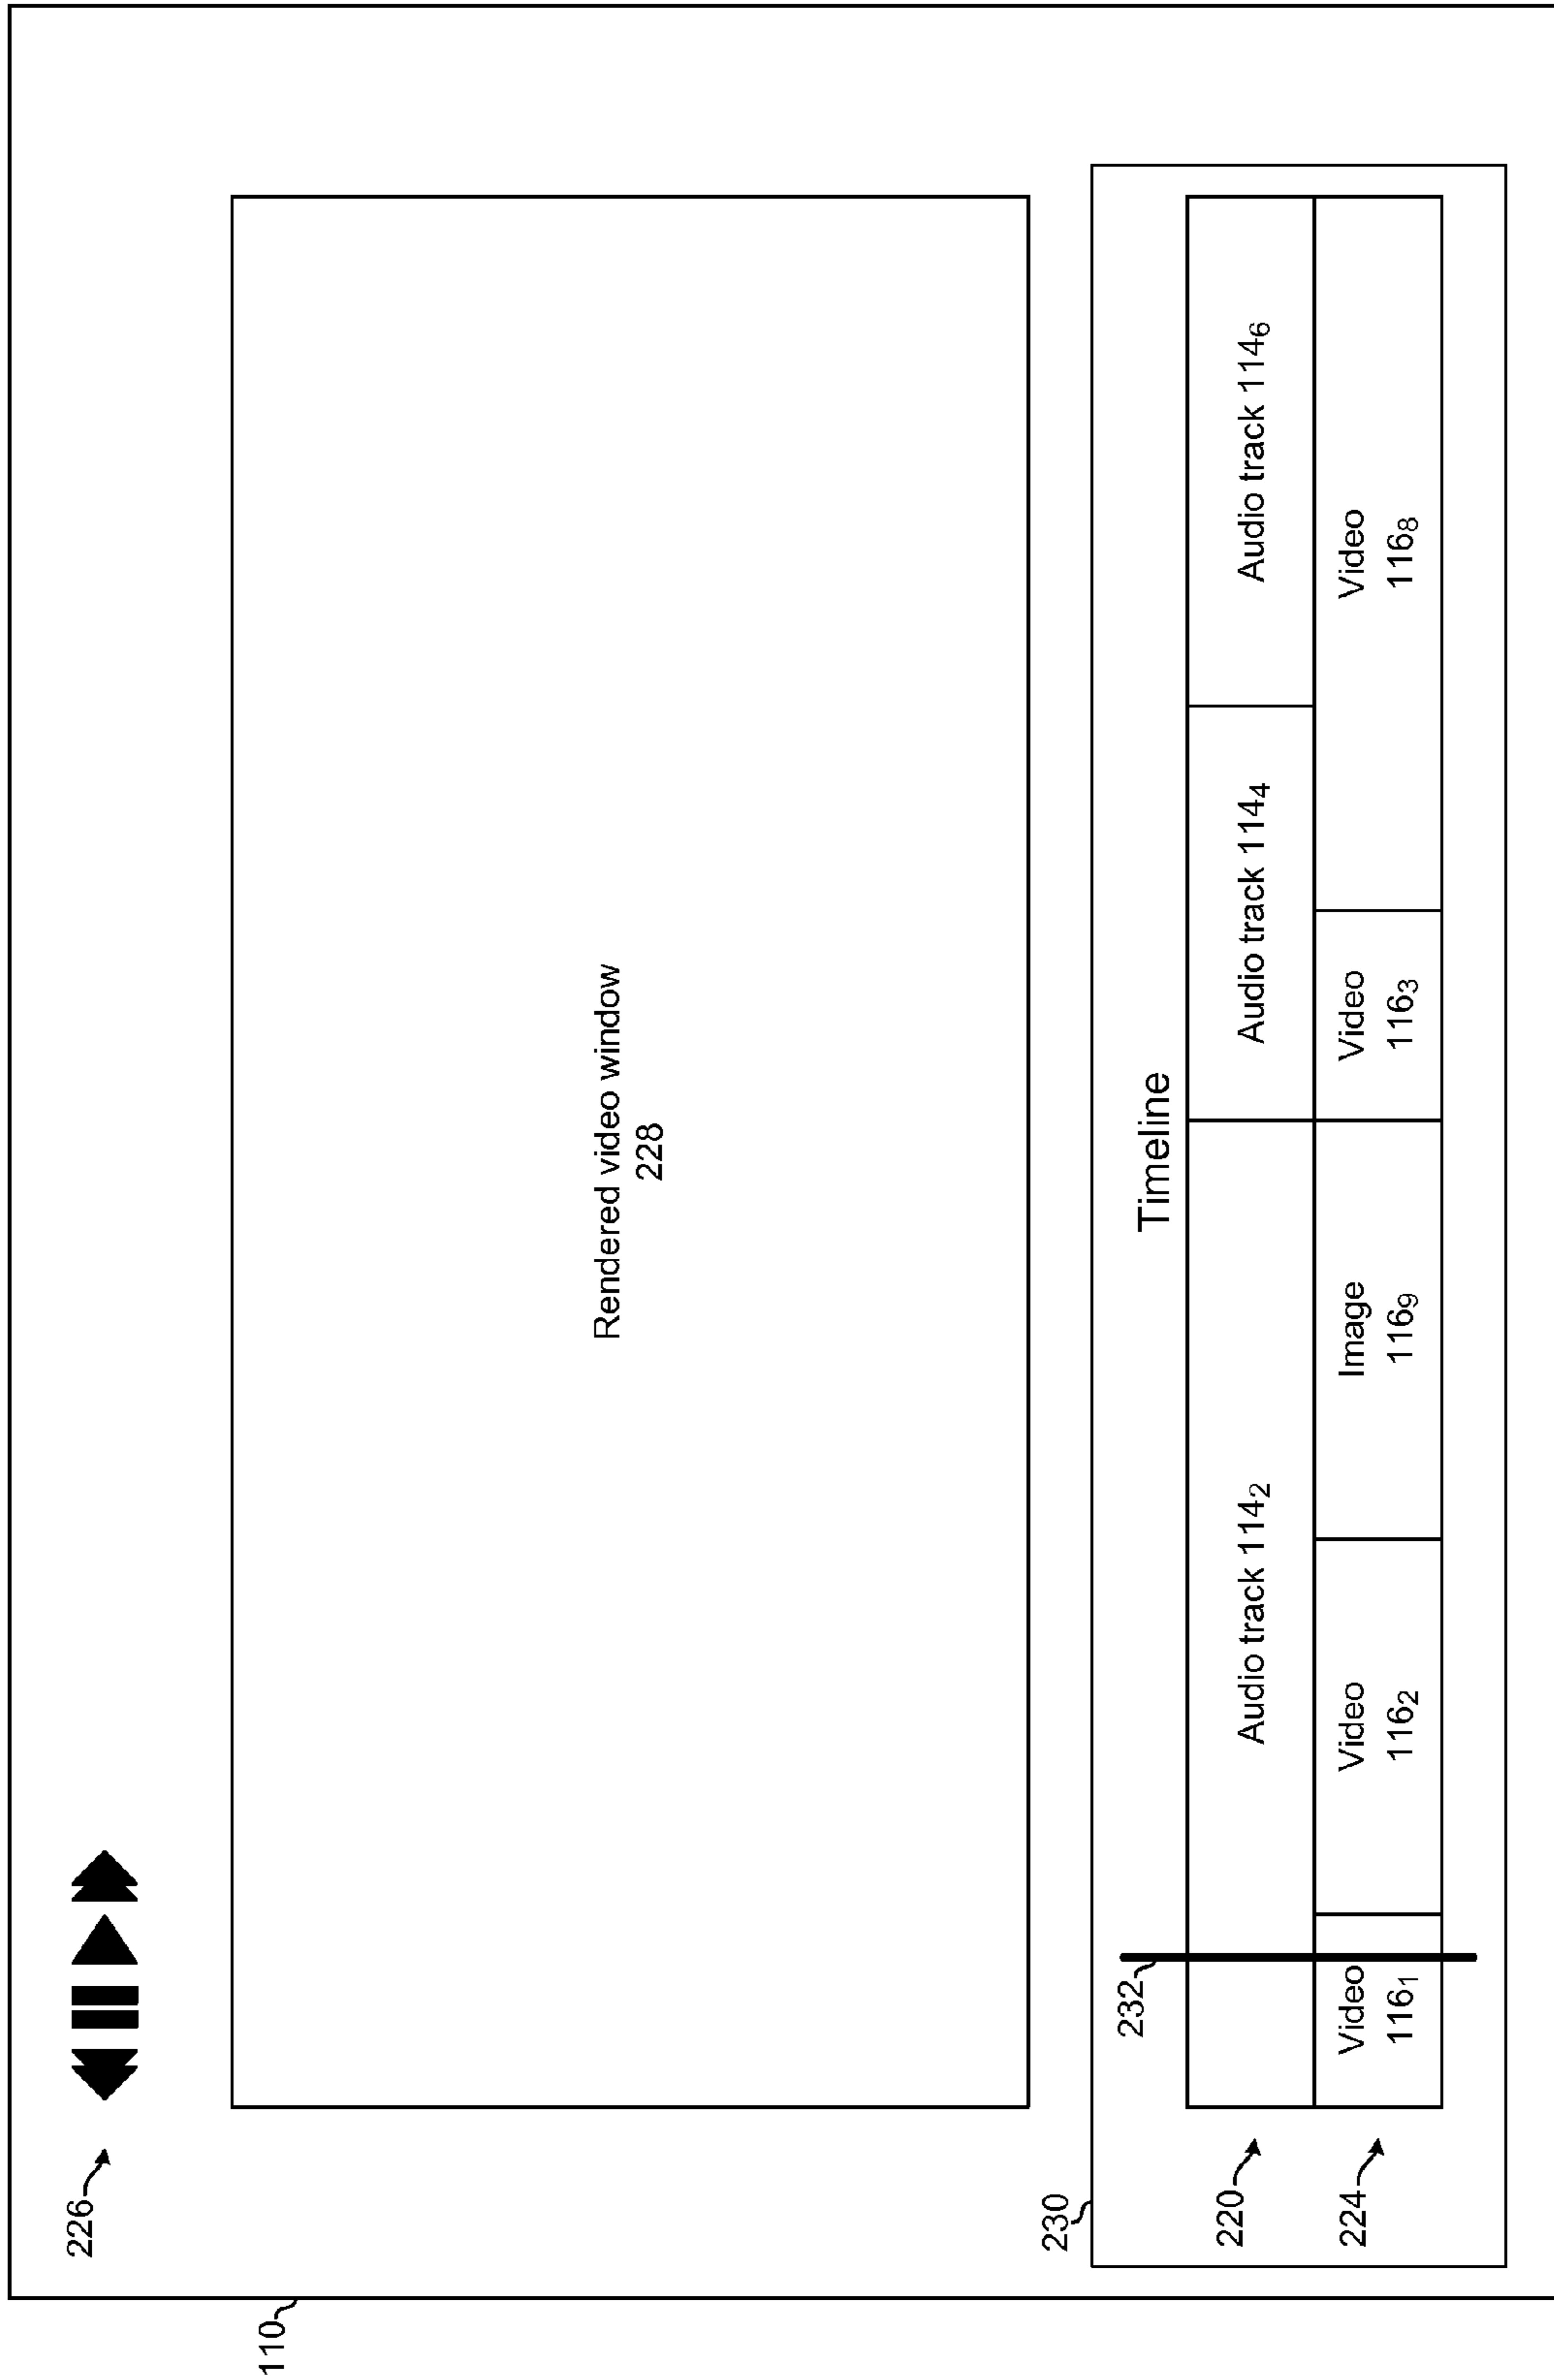 110
226
Rendered video window
228
230
Timeline
232
220
Audio track 114₂
Audio track 114₄
Audio track 114₆
224
Video
116₁
Video
116₂
Image
116₉
Video
116₃
Video
116₈